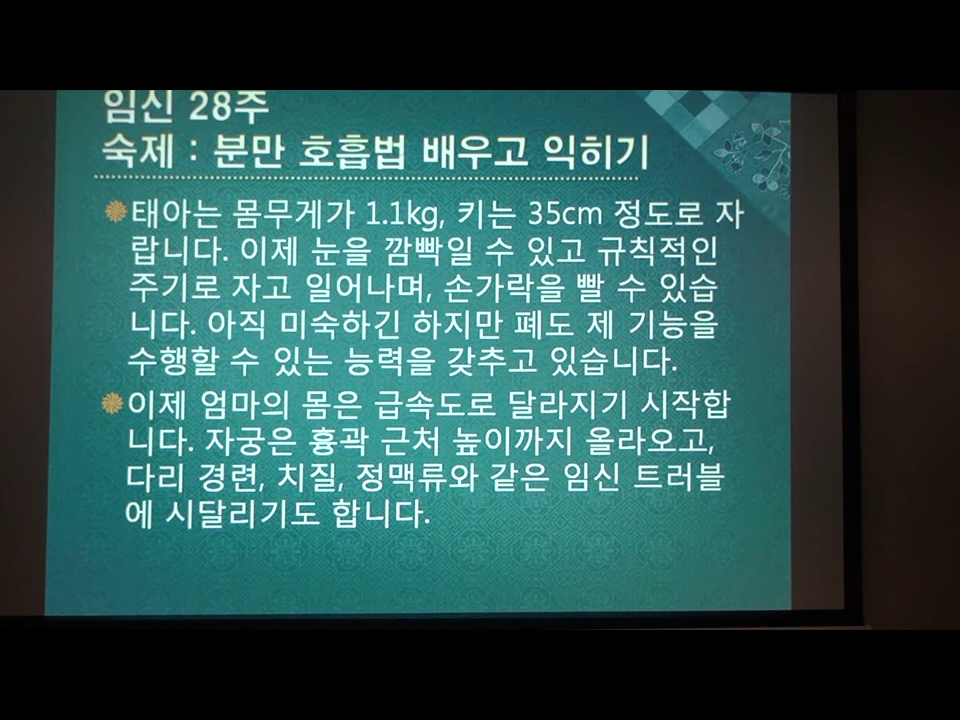 임신 28주
숙제 : 분만 호흡법 배우고 익히기
태아는 몸무게가 1.1kg, 키는 35cm 정도로 자
랍니다. 이제 눈을 깜빡일 수 있고 규칙적인
주기로 자고 일어나며, 손가락을 빨 수 있습
니다. 아직 미숙하긴 하지만 폐도 제 기능을
수행할 수 있는 능력을 갖추고 있습니다.
이제 엄마의 몸은 급속도로 달라지기 시작합
니다. 자궁은 흉곽 근처 높이까지 올라오고,
다리 경련, 치질, 정맥류와 같은 임신 트러블
에 시달리기도 합니다.